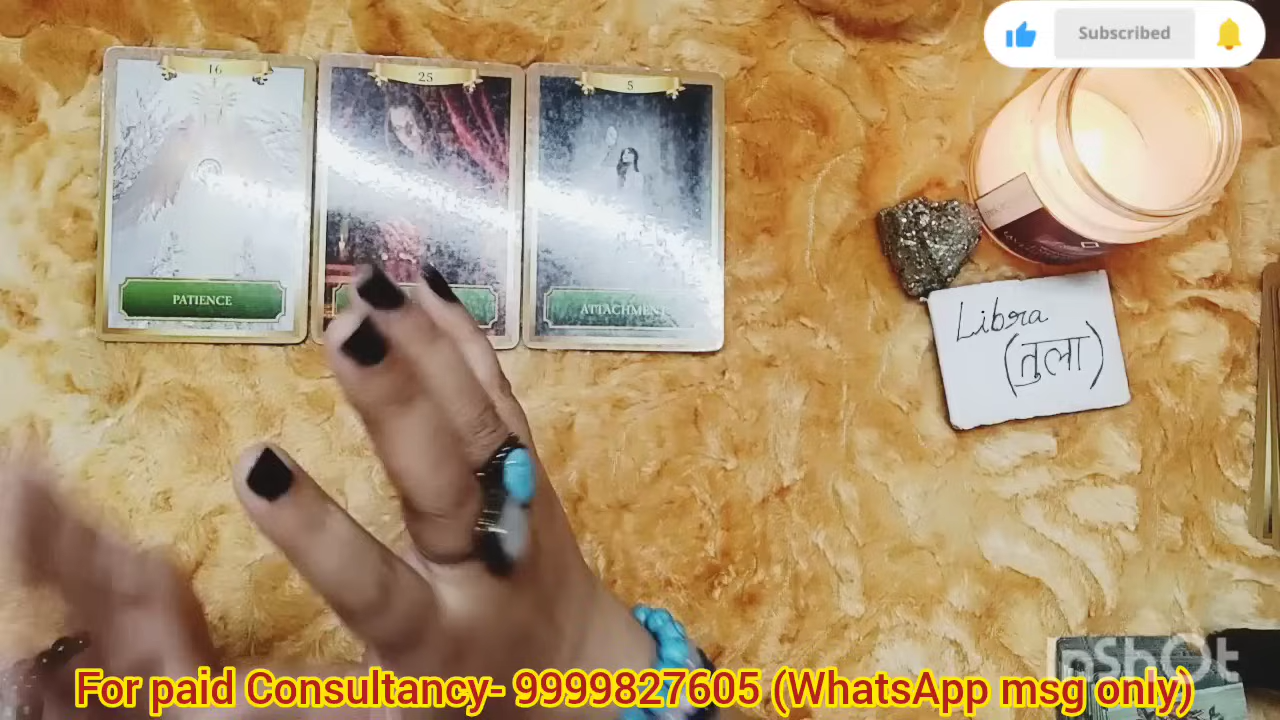 Subscribed
16
25
5
PATIENCE
ATTACHMENT
Libra
(तुला)
InShOt
For paid Consultancy- 9999827605 (WhatsApp msg only)